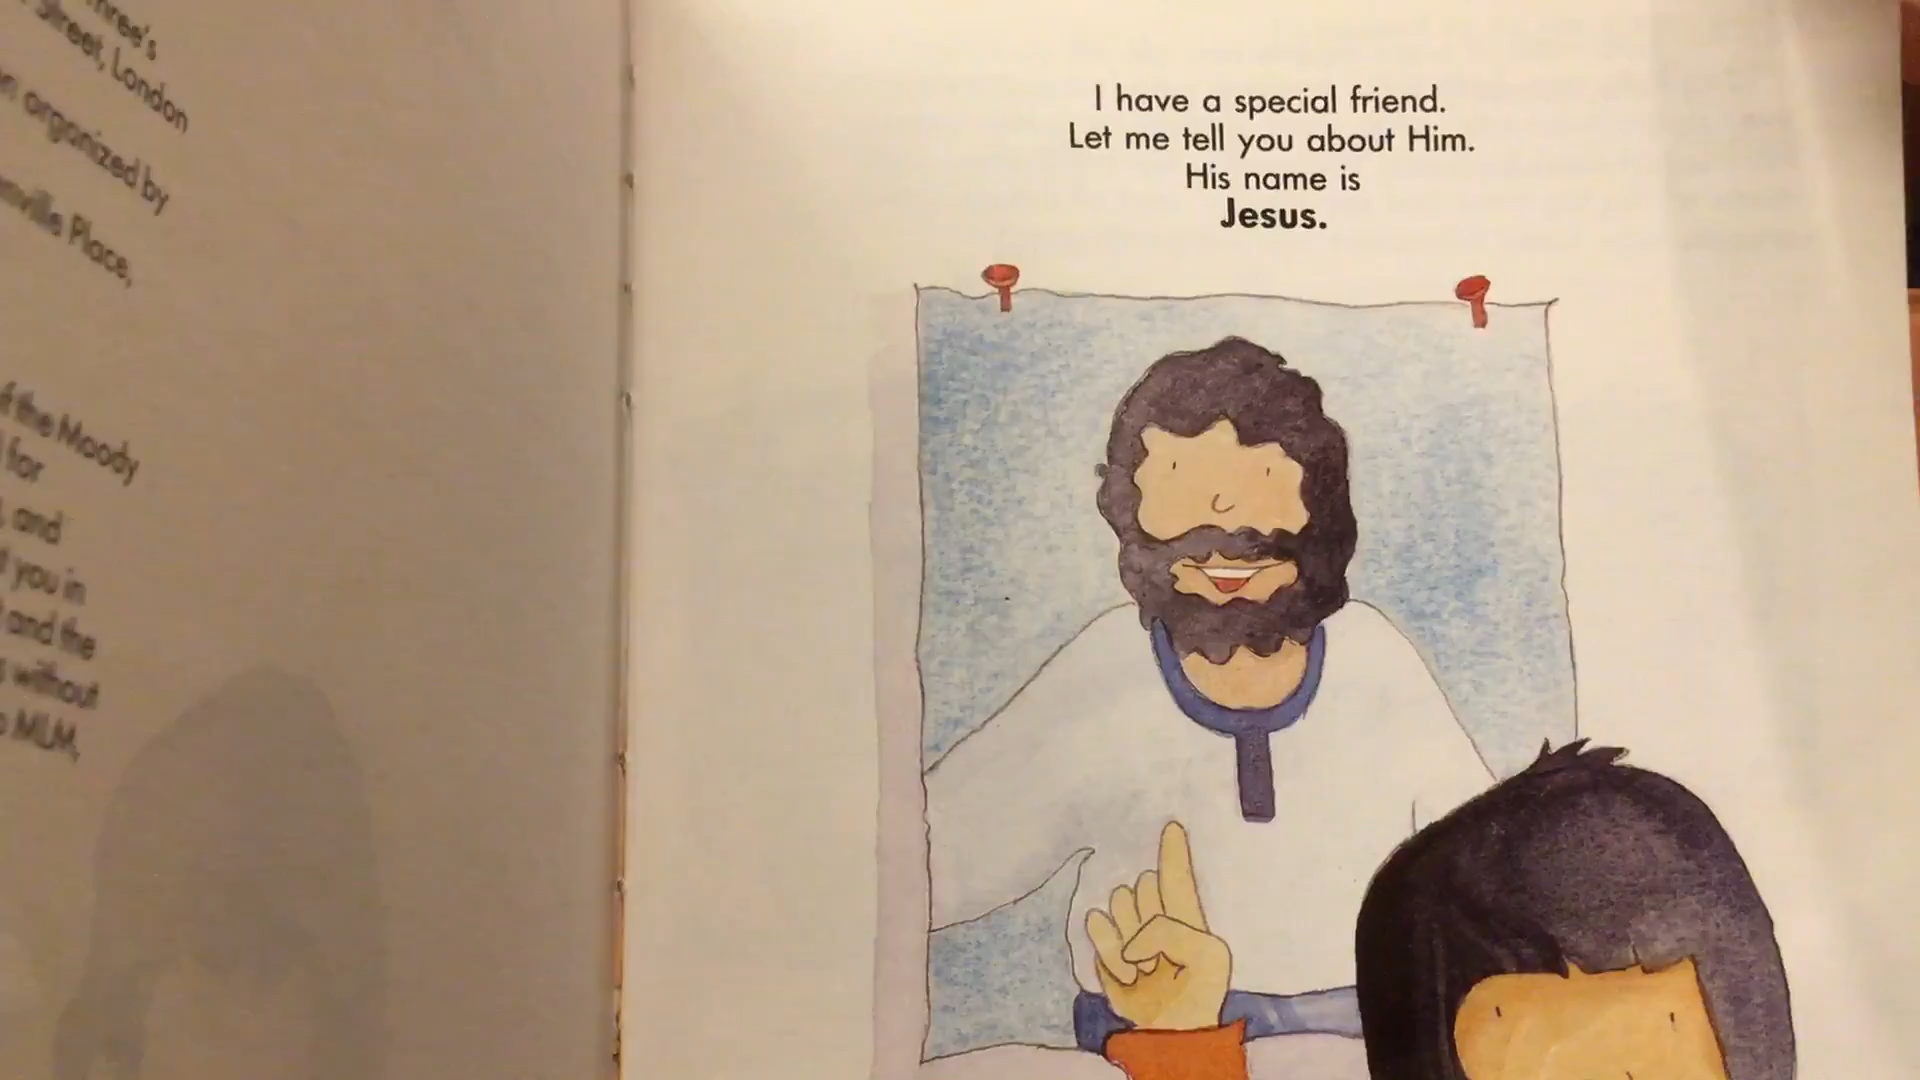 Three's
Street, London
organized by
Place,
the Moody
for
and
you in
and the
without
MLM,
I have a special friend.
Let me tell you about Him.
His name is
Jesus.